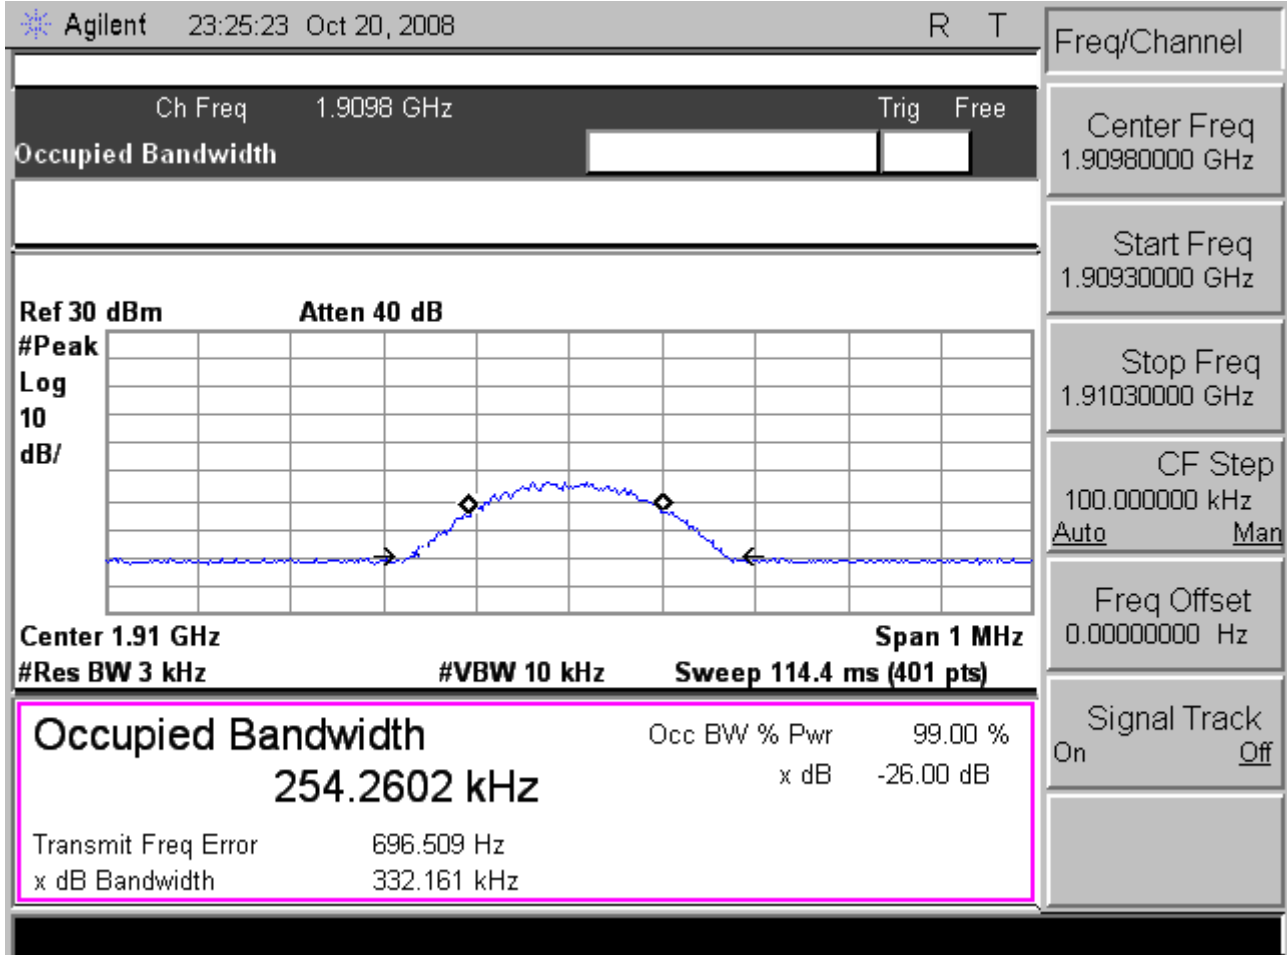 Agilent 23:25:23 Oct 20, 2008 R T
Freq/Channel
Ch Freq 1.9098 GHz Trig Free
Occupied Bandwidth
Center Freq
1.90980000 GHz
Start Freq
1.90930000 GHz
Stop Freq
1.91030000 GHz
CF Step
100.000000 kHz
Auto Man
Freq Offset
0.00000000 Hz
Signal Track
On Off
Ref 30 dBm Atten 40 dB
#Peak
Log
10
dB/
Center 1.91 GHz Span 1 MHz
#Res BW 3 kHz #VBW 10 kHz Sweep 114.4 ms (401 pts)
Occupied Bandwidth Occ BW % Pwr 99.00 %
254.2602 kHz x dB -26.00 dB
Transmit Freq Error 696.509 Hz
x dB Bandwidth 332.161 kHz